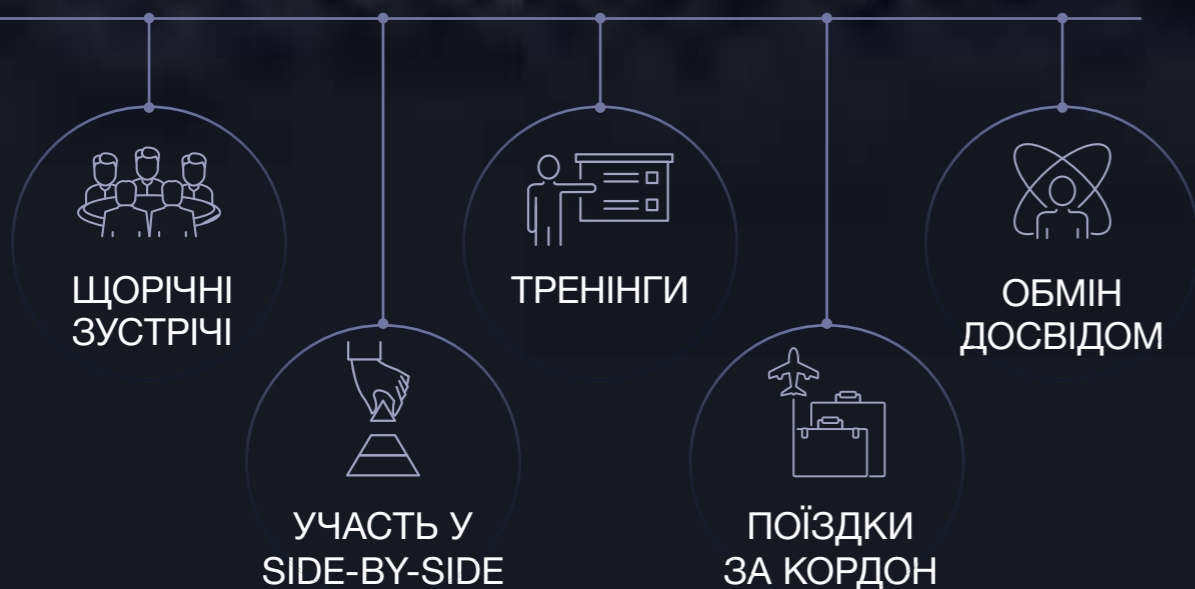 ЩОРІЧНІ
ЗУСТРІЧІ
УЧАСТЬ У
SIDE-BY-SIDE
ТРЕНІНГИ
ПОЇЗДКИ
ЗА КОРДОН
ОБМІН
ДОСВІДОМ